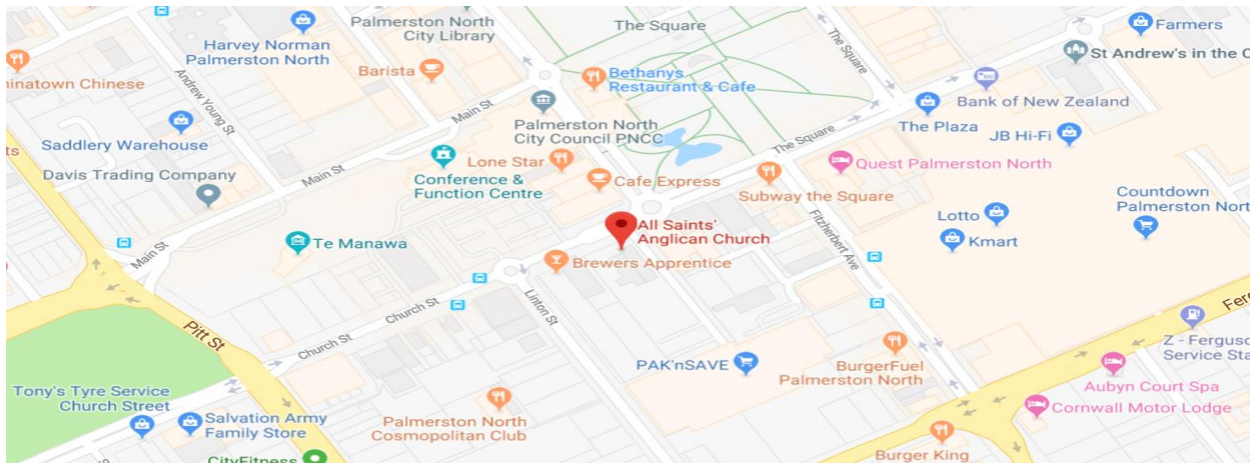 The Square
Farmers
Palmerston North
City Library
Harvey Norman
Palmerston North
St Andrew's in the C
Barista
Bethanys
Restaurant & Cafe
The Square
hinatown Chinese
Andrew Young St
Main St
Bank of New Zealand
Palmerston North
City Council PNCC
The Plaza
JB Hi-Fi
Saddlery Warehouse
The Square
Lone Star
Quest Palmerston North
Davis Trading Company
Main St
Conference &
Function Centre
Cafe Express
Subway the Square
Countdown
Palmerston Nort
Lotto
All Saints'
Anglican Church
Fitzherbert Ave
Kmart
Te Manawa
Main St
Brewers Apprentice
Church St
Linton St
Ferg
Pitt St
Church St
Z - Ferguso
Service Sta
PAK'nSAVE
BurgerFuel
Palmerston North
Aubyn Court Spa
Tony's Tyre Service
Church Street
Salvation Army
Family Store
Palmerston North
Cosmopolitan Club
Cornwall Motor Lodge
CityFitness
Burger King
ts